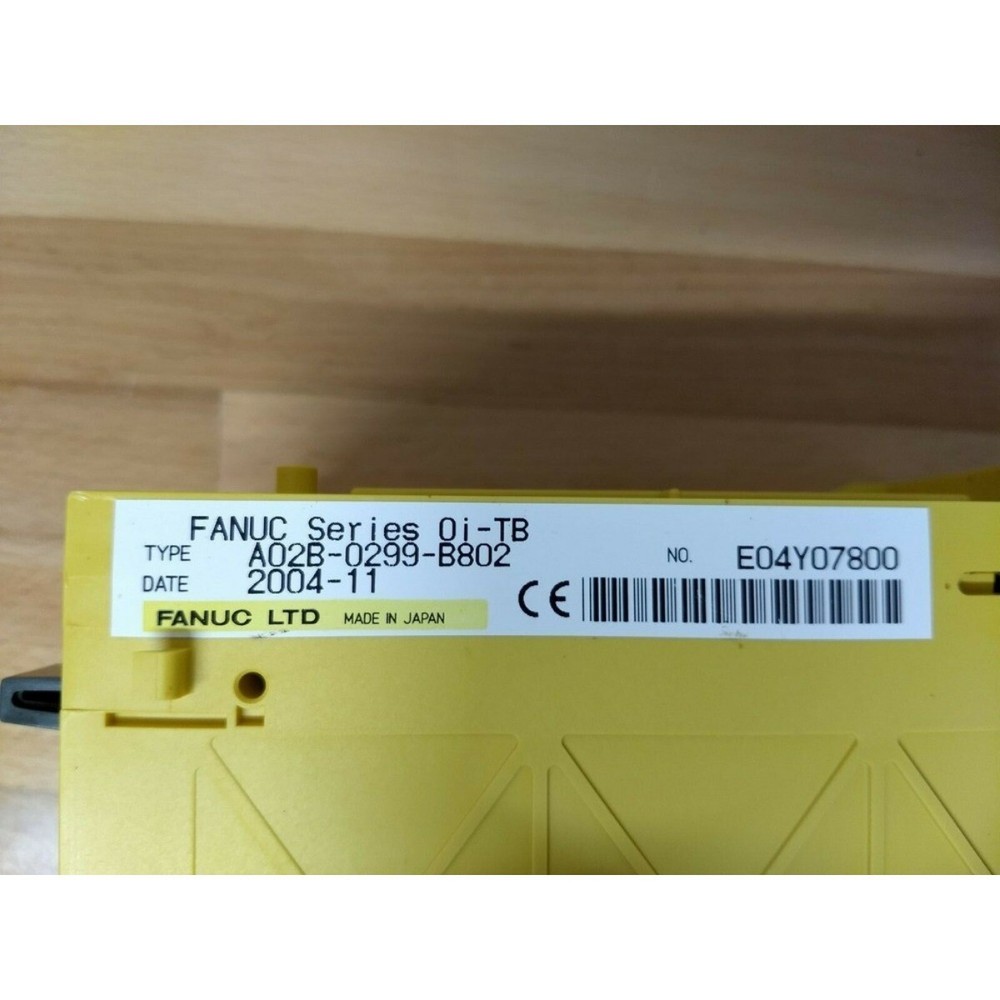 FANUC Series 0i-TB
TYPE A02B-0299-B802 NO. E04Y07800
DATE 2004-11
CE
FANUC LTD MADE IN JAPAN